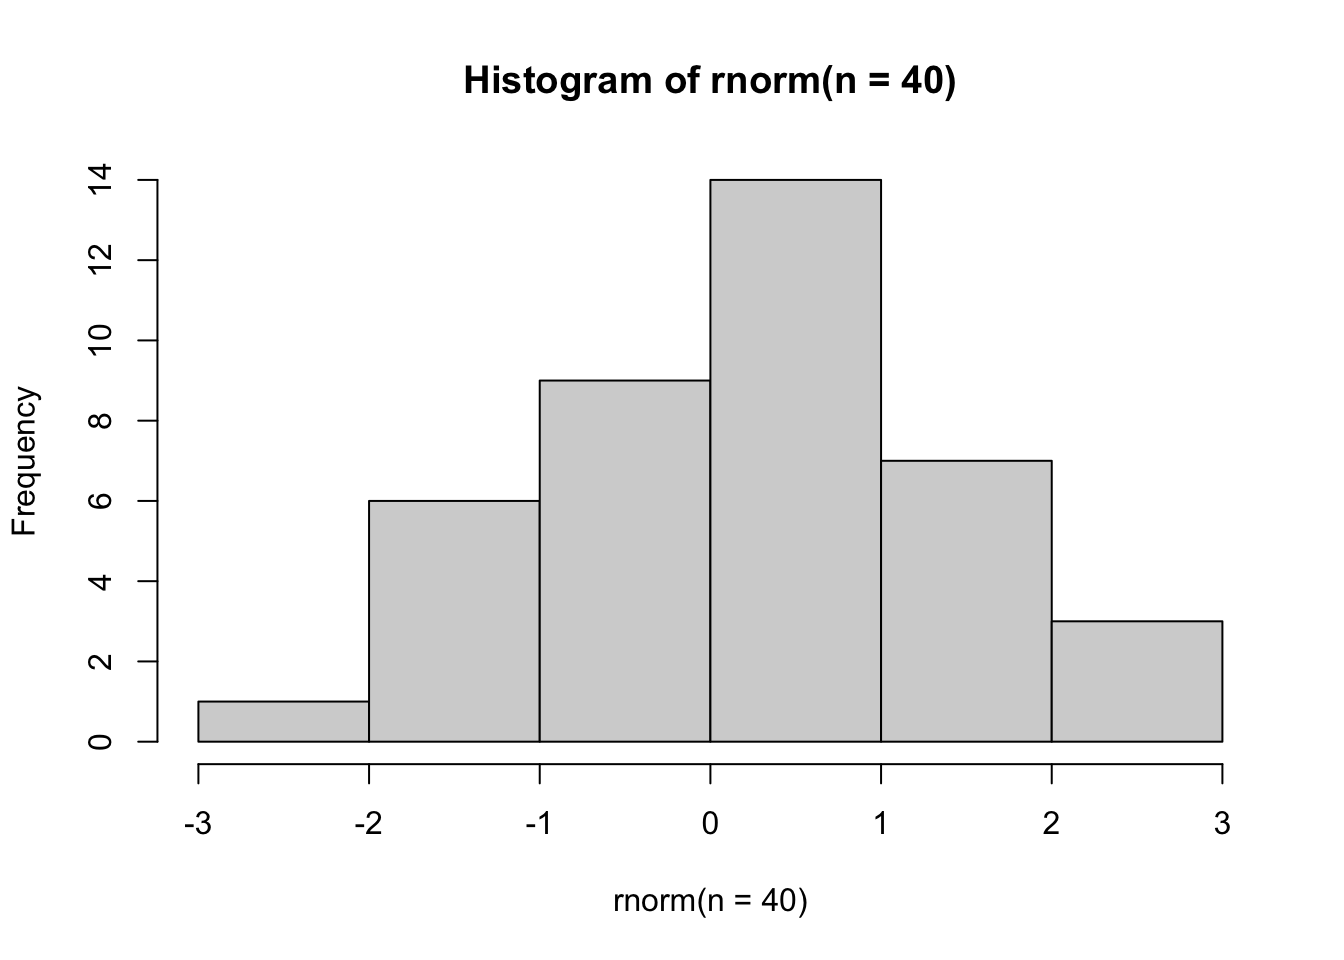 Histogram of rnorm(n = 40)
Frequency
14
12
10
8
6
4
2
0
-3 -2 -1 0 1 2 3
rnorm(n = 40)